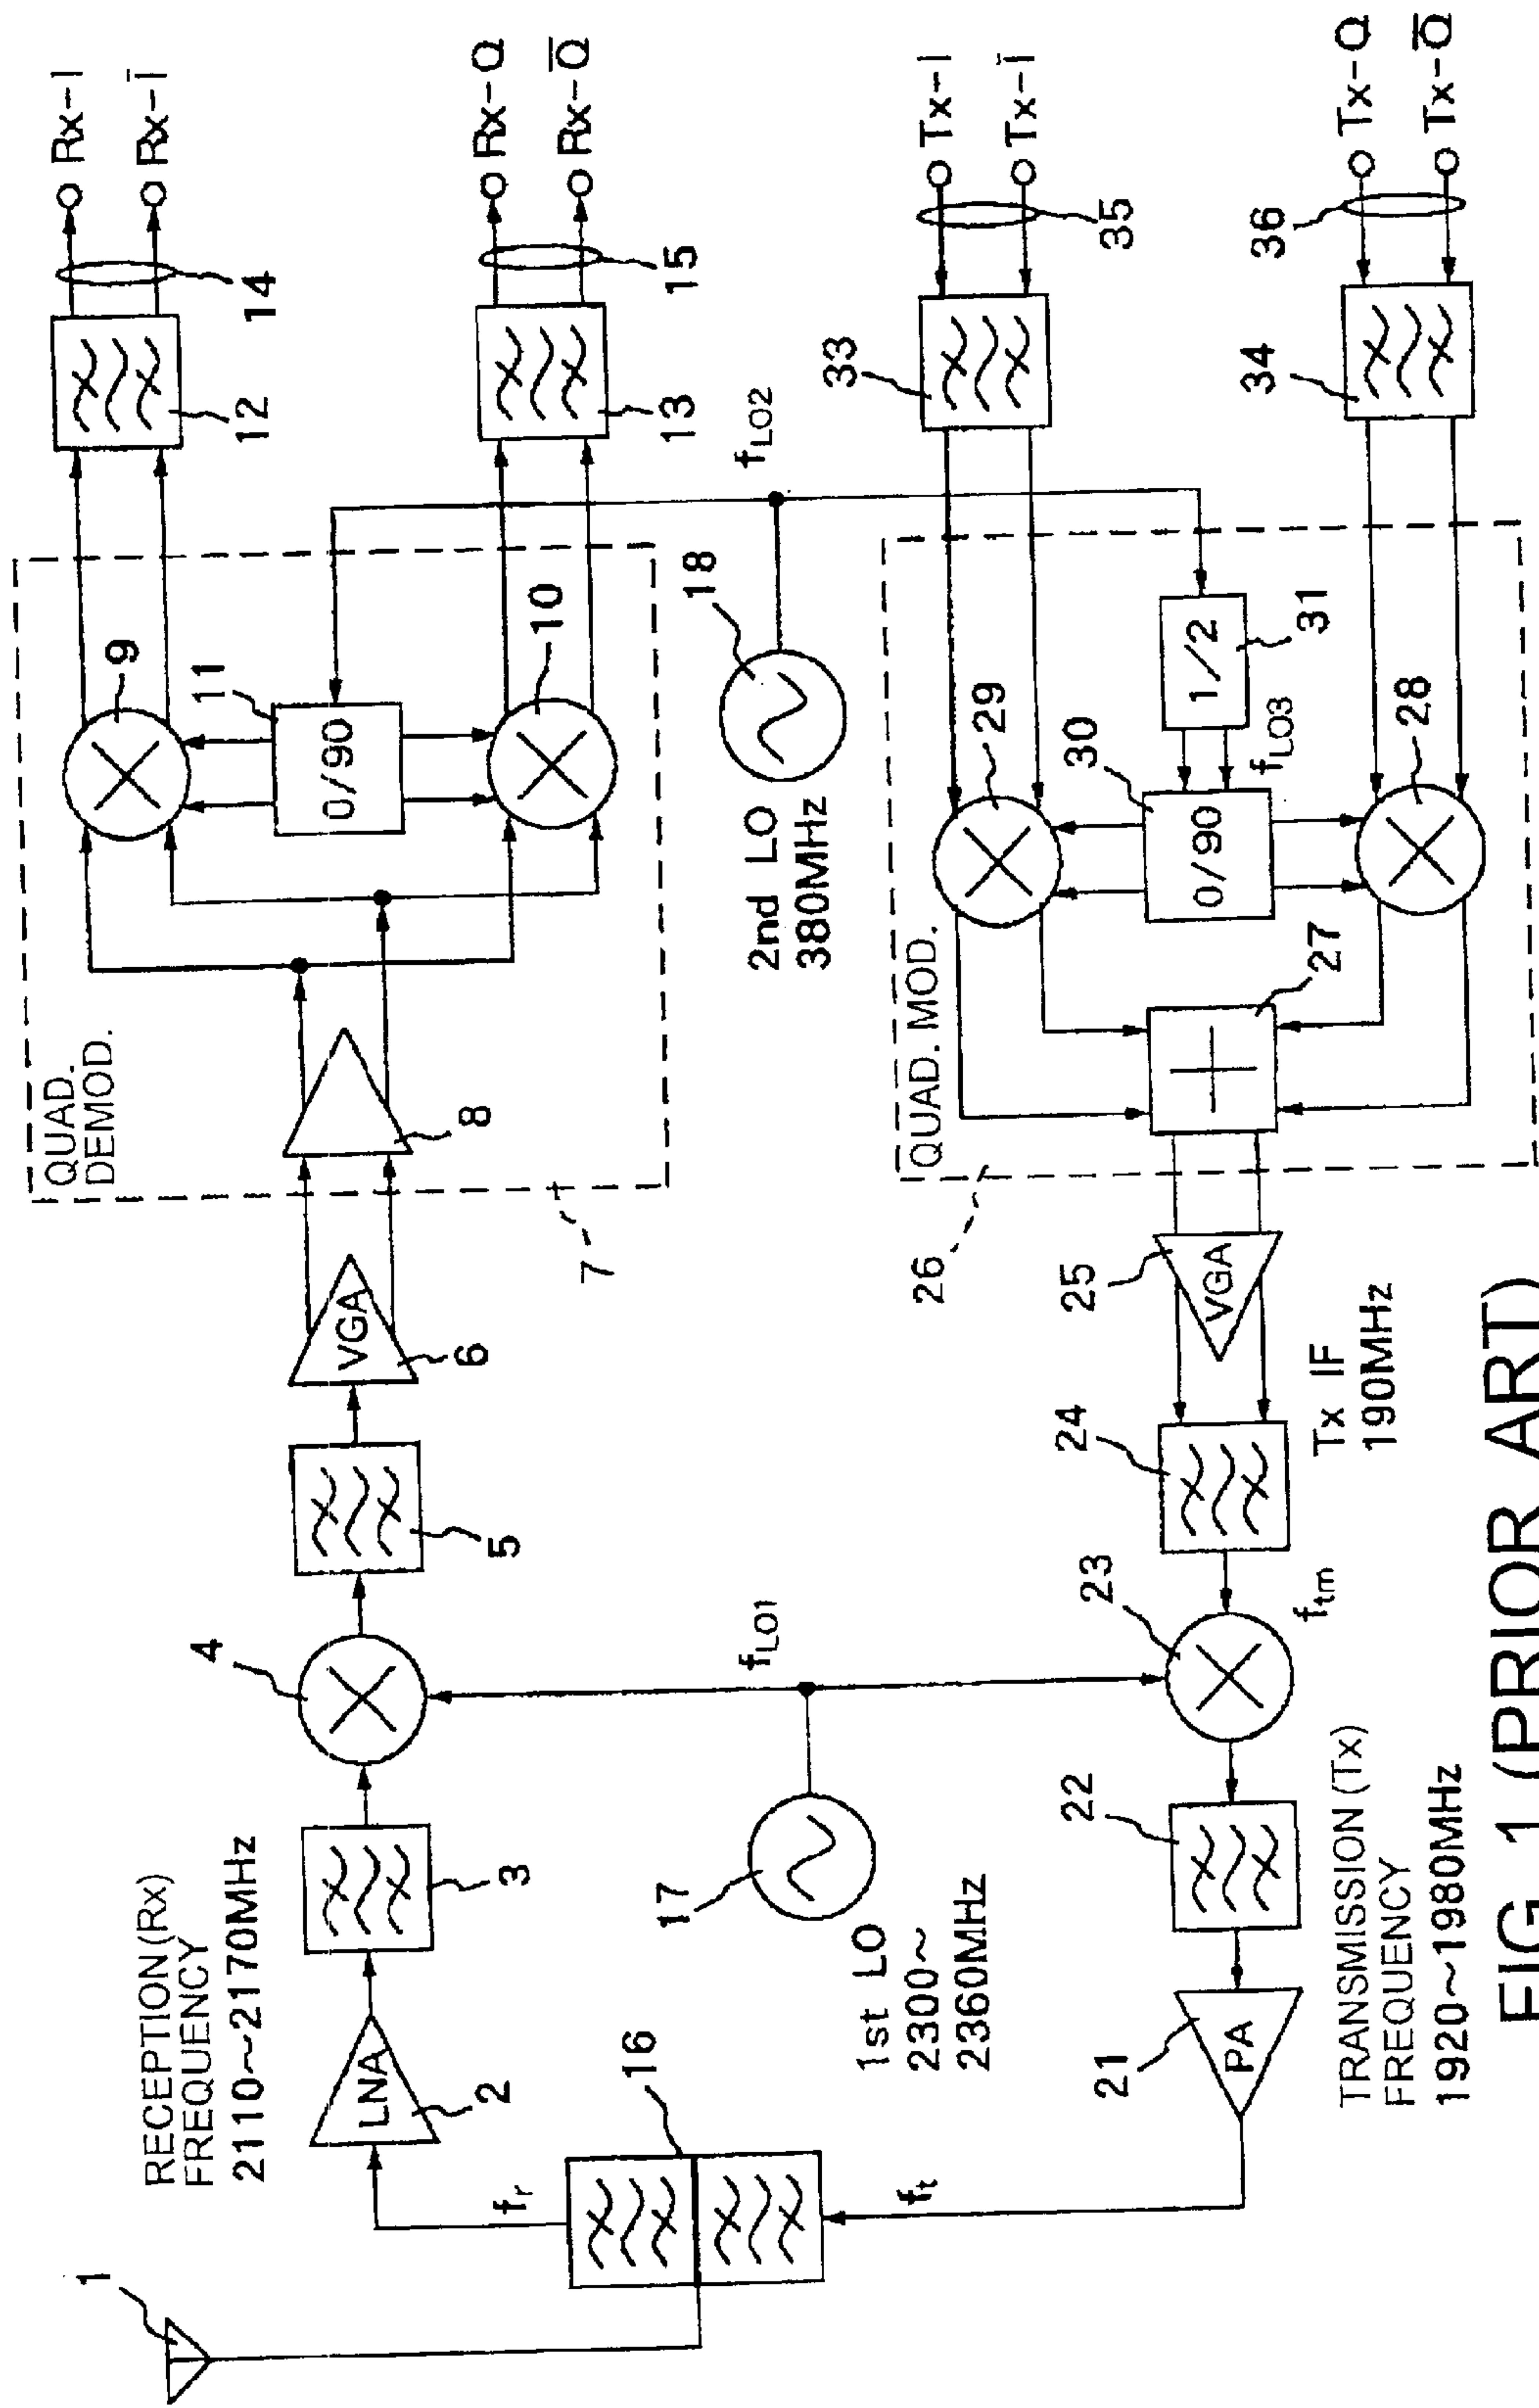 1
16
f_r
f_t
RECEPTION (Rx)
FREQUENCY
2110~2170MHz
LNA
2
3
4
5
VGA
6
7
QUAD.
DEMOD.
8
9
10
11
0/90
12
13
14
15
Rx-I
Rx-Ī
Rx-Q
Rx-Q̅
17
1st LO
2300~
2360MHz
f_LO1
18
2nd LO
380MHz
f_LO2
21
PA
TRANSMISSION (Tx)
FREQUENCY
1920~1980MHz
22
23
f_tm
24
Tx IF
190MHz
25
VGA
26
QUAD. MOD.
27
28
29
30
0/90
f_LO3
1/2
31
33
34
35
36
Tx-I
Tx-Ī
Tx-Q
Tx-Q̅
FIG. 1 (PRIOR ART)